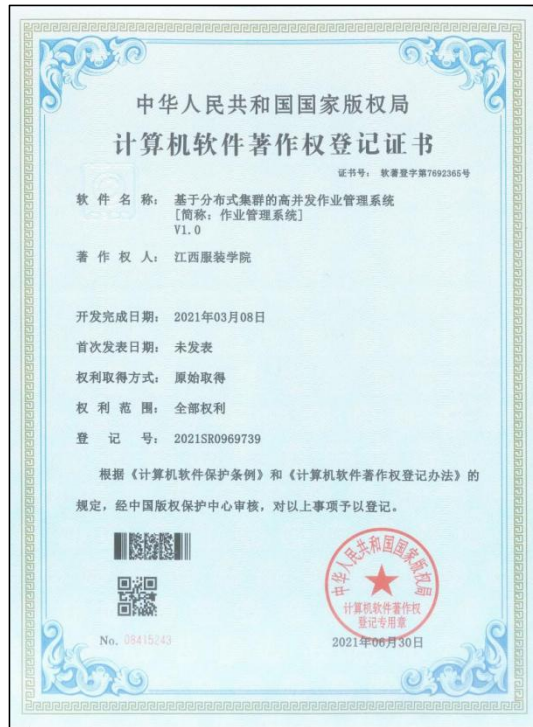 中华人民共和国国家版权局
计算机软件著作权登记证书
证书号： 软著登字第7692365号
软件名称： 基于分布式集群的高并发作业管理系统
[简称：作业管理系统]
V1.0
著作权人： 江西服装学院
开发完成日期： 2021年03月08日
首次发表日期： 未发表
权利取得方式： 原始取得
权利范围： 全部权利
登记号： 2021SR0969739
根据《计算机软件保护条例》和《计算机软件著作权登记办法》的
规定，经中国版权保护中心审核，对以上事项予以登记。
中华人民共和国国家版权局
计算机软件著作权
登记专用章
No. 08415243
2021年06月30日